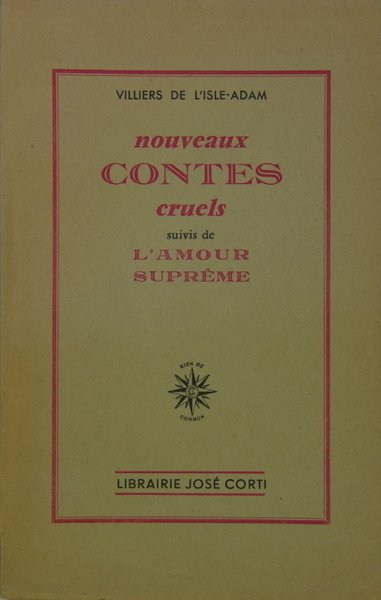 VILLIERS DE L'ISLE-ADAM
nouveaux
CONTES
cruels
suivis de
L'AMOUR
SUPRÊME
RIEN DE
C
COMMUN
LIBRAIRIE JOSÉ CORTI